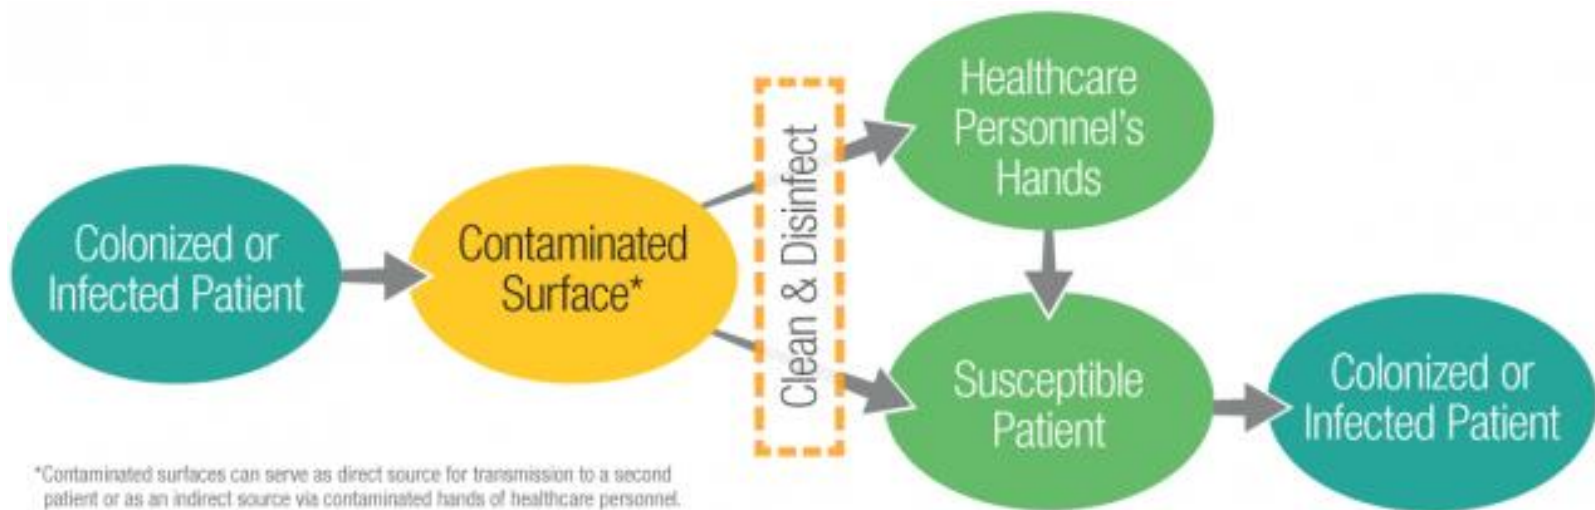 Colonized or
Infected Patient
Contaminated
Surface*
Clean & Disinfect
Healthcare
Personnel's
Hands
Susceptible
Patient
Colonized or
Infected Patient
*Contaminated surfaces can serve as direct source for transmission to a second
patient or as an indirect source via contaminated hands of healthcare personnel.